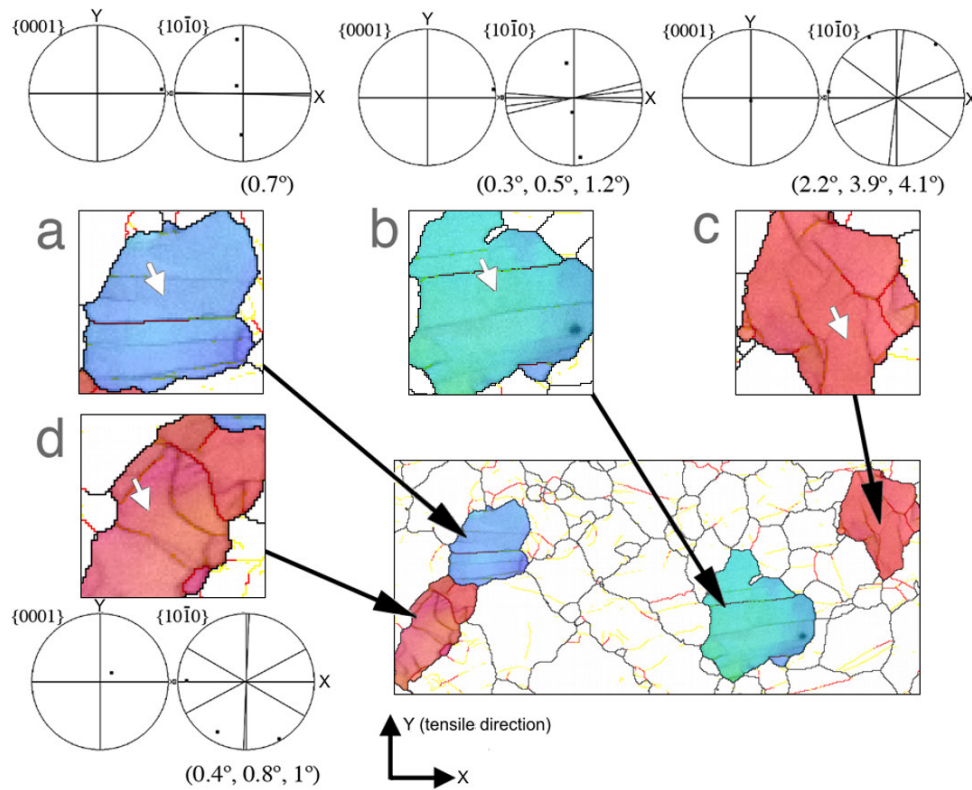 {0001} Y {101̄0} X
(0.7º)
{0001} Y {101̄0} X
(0.3º, 0.5º, 1.2º)
{0001} Y {101̄0} X
(2.2º, 3.9º, 4.1º)
a
b
c
d
{0001} Y {101̄0} X
(0.4º, 0.8º, 1º)
Y (tensile direction)
X